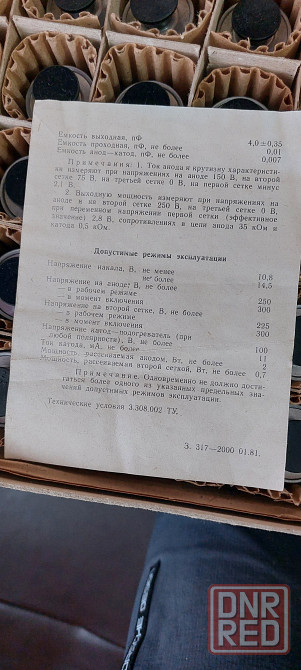 Емкость выходная, пФ 4,0±0,35
Емкость проходная, пФ, не более 0,01
Емкость анод—катод, пФ, не более 0,007
Примечания: 1. Ток анода и крутизну характеристи-
ки измеряют при напряжениях на аноде 150 В, на второй
сетке 75 В, на третьей сетке 0 В, на первой сетке минус
2,1 В.
2. Выходную мощность измеряют при напряжениях на
аноде и на второй сетке 250 В, на третьей сетке 0 В,
при переменном напряжении первой сетки (эффективное
значение) 2,8 В, сопротивлениях в цепи анода 35 кОм и
катода 0,5 кОм.
Допустимые режимы эксплуатации
Напряжение накала, В, не менее 10,8
не более 14,5
Напряжение на аноде В, не более
— в рабочем режиме 250
— в момент включения 300
Напряжение на второй сетке, В, не более
— в рабочем режиме 225
— в момент включения 300
Напряжение катод—подогреватель (при
любой полярности), В, не более 100
Ток катода, мА, не более 11
Мощность, рассеиваемая анодом, Вт, не более 2
Мощность, рассеиваемая второй сеткой, Вт, не более 0,7
Примечание. Одновременно не должно дости-
гаться более одного из указанных предельных зна-
чений допустимых режимов эксплуатации.
Технические условия 3.308.002 ТУ.
З. 317—2000 01.81.
DNR
RED